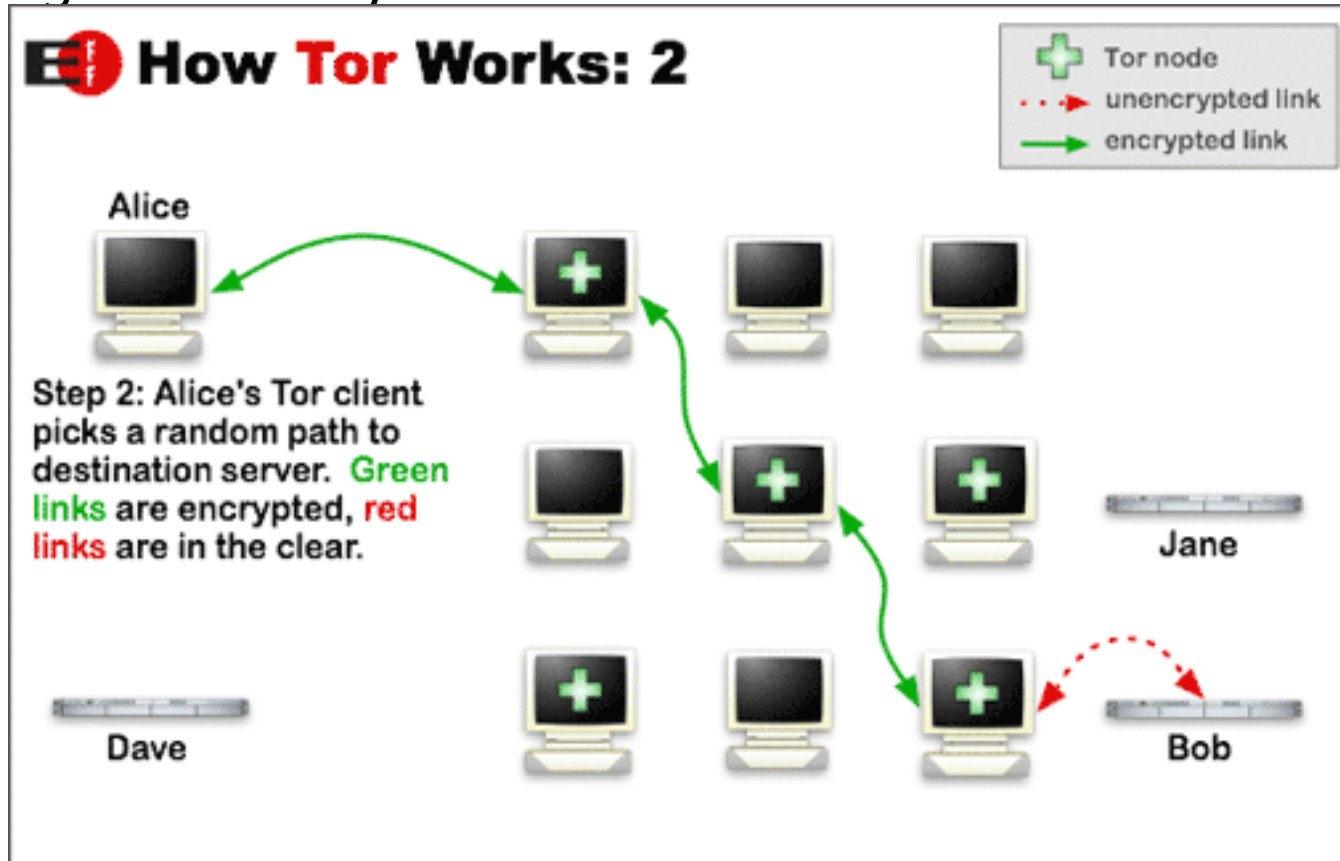 EFF How Tor Works: 2
Tor node
unencrypted link
encrypted link
Alice
Step 2: Alice's Tor client
picks a random path to
destination server. Green
links are encrypted, red
links are in the clear.
Jane
Dave
Bob